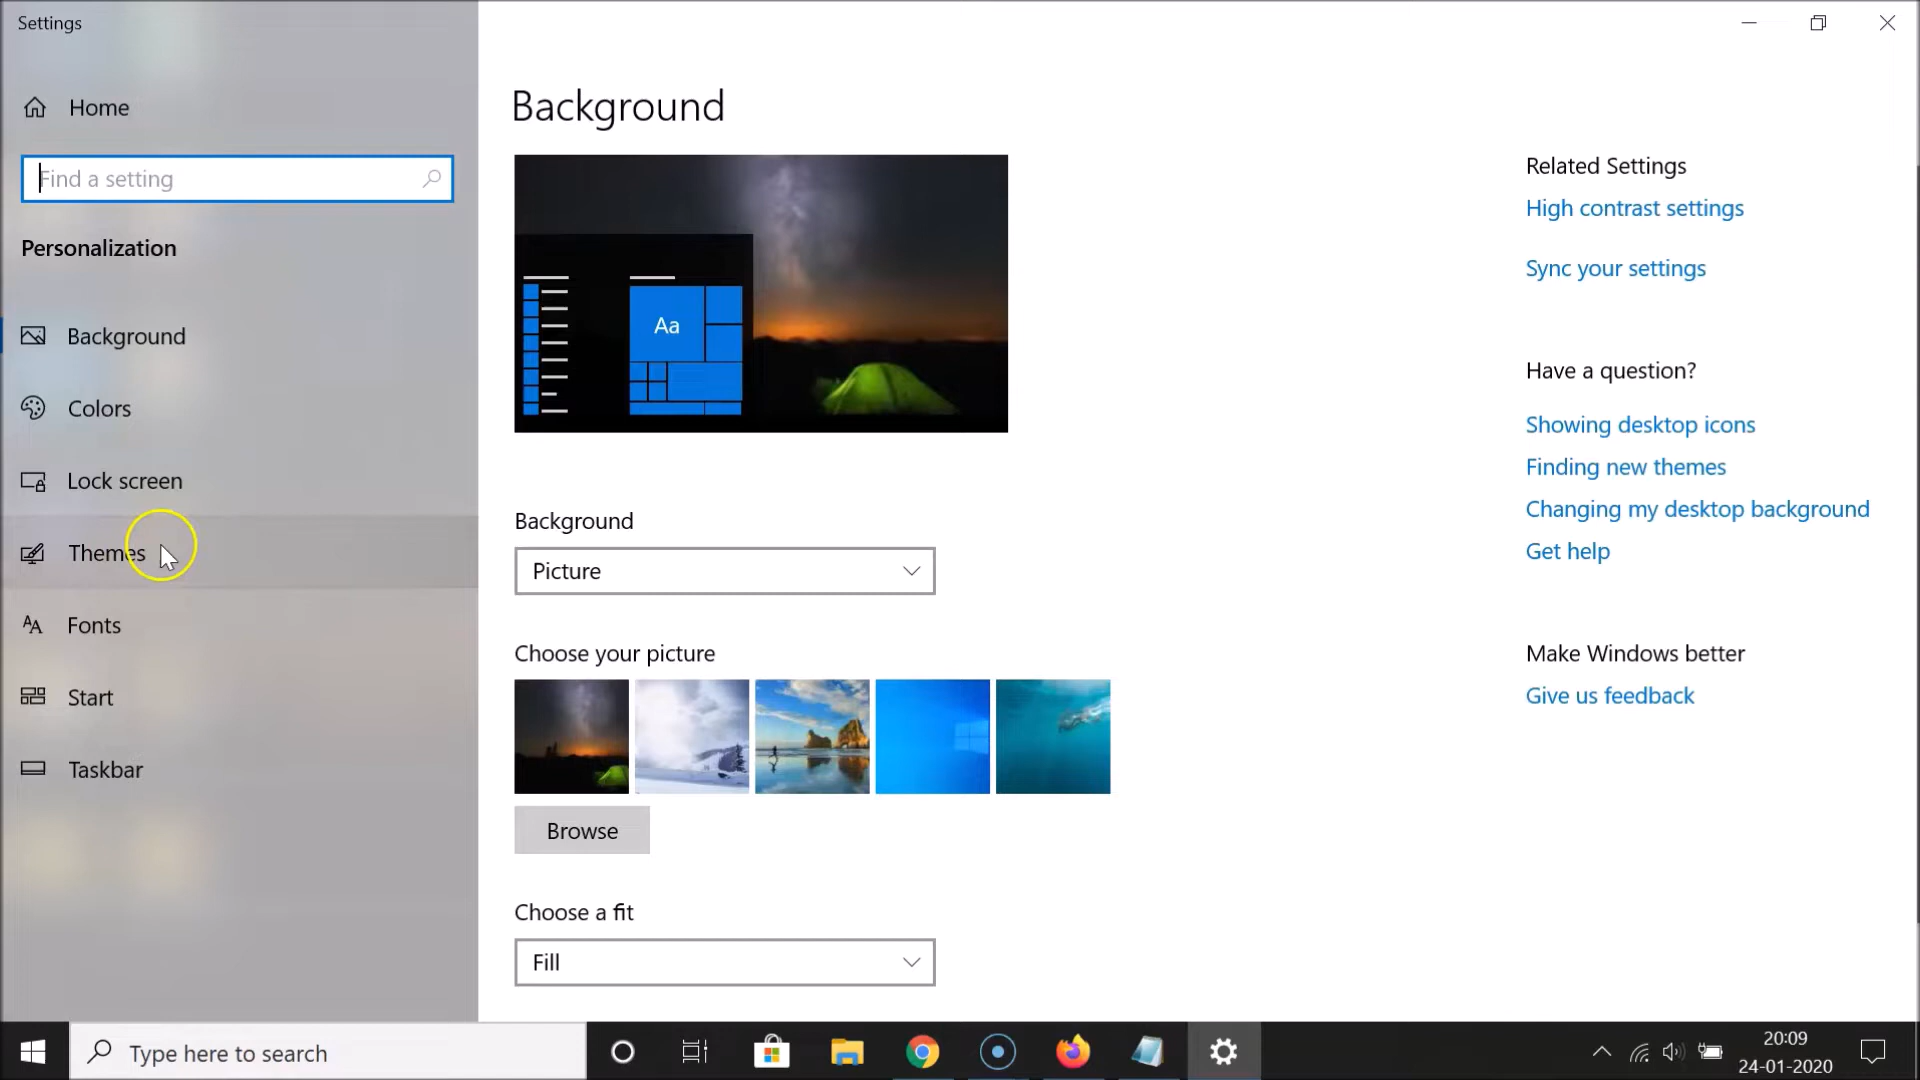 Settings
Home
Find a setting
Personalization
Background
Colors
Lock screen
Themes
Fonts
Start
Taskbar
Background
Aa
Background
Picture
Choose your picture
Browse
Choose a fit
Fill
Related Settings
High contrast settings
Sync your settings
Have a question?
Showing desktop icons
Finding new themes
Changing my desktop background
Get help
Make Windows better
Give us feedback
Type here to search
20:09
24-01-2020